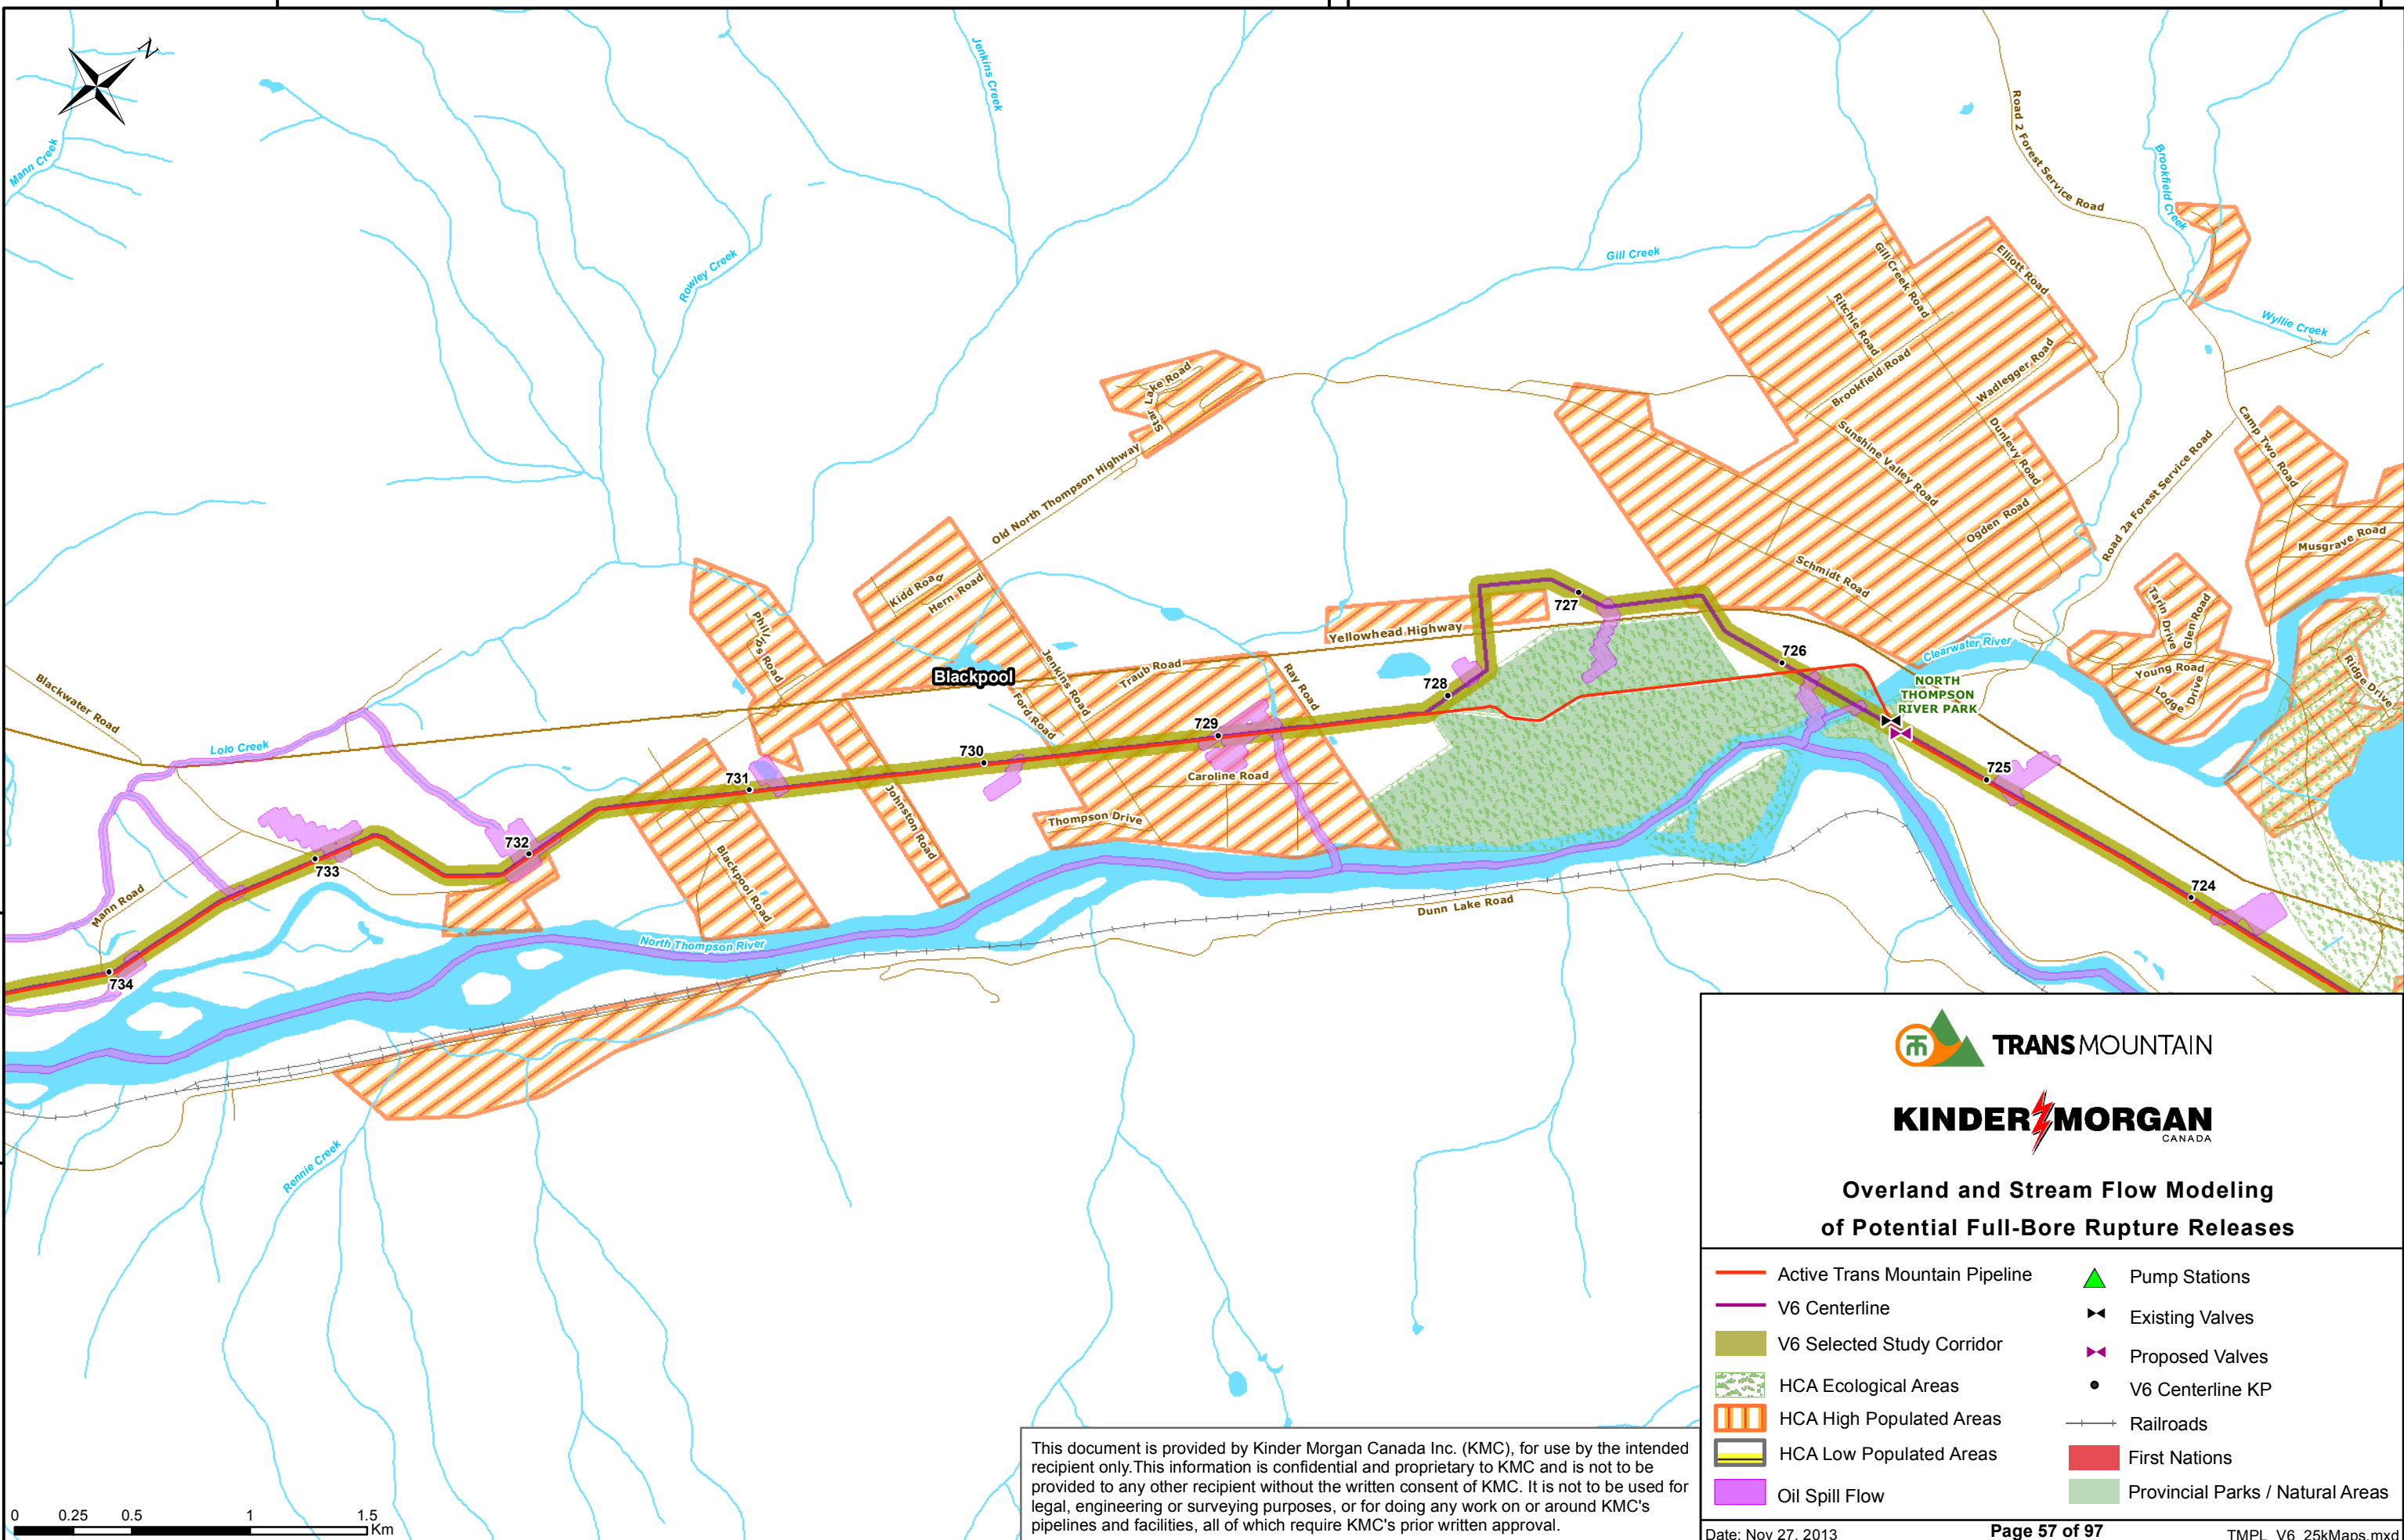 N
Mann Creek
Jenkins Creek
Rowley Creek
Gill Creek
Road 2 Forest Service Road
Brookfield Creek
Wyllie Creek
Gill Creek Road
Elliott Road
Ritchie Road
Brookfield Road
Wadlegger Road
Sunshine Valley Road
Dunlevy Road
Ogden Road
Schmidt Road
Road 2a Forest Service Road
Camp Two Road
Musgrave Road
Star Lake Road
Old North Thompson Highway
Kidd Road
Hern Road
Phillips Road
Blackpool
Jenkins Road
Traub Road
Ford Road
Ray Road
Yellowhead Highway
Tarin Drive
Glen Road
Young Road
Lodge Drive
Ridge Drive
Clearwater River
NORTH
THOMPSON
RIVER PARK
Blackwater Road
Lolo Creek
Mann Road
Caroline Road
Thompson Drive
Johnston Road
Blackpool Road
North Thompson River
Dunn Lake Road
Rennie Creek
724
725
726
727
728
729
730
731
732
733
734
TRANSMOUNTAIN
KINDER MORGAN
CANADA
Overland and Stream Flow Modeling
of Potential Full-Bore Rupture Releases
Active Trans Mountain Pipeline
V6 Centerline
V6 Selected Study Corridor
HCA Ecological Areas
HCA High Populated Areas
HCA Low Populated Areas
Oil Spill Flow
Pump Stations
Existing Valves
Proposed Valves
V6 Centerline KP
Railroads
First Nations
Provincial Parks / Natural Areas
This document is provided by Kinder Morgan Canada Inc. (KMC), for use by the intended
recipient only.This information is confidential and proprietary to KMC and is not to be
provided to any other recipient without the written consent of KMC. It is not to be used for
legal, engineering or surveying purposes, or for doing any work on or around KMC's
pipelines and facilities, all of which require KMC's prior written approval.
0 0.25 0.5 1 1.5
Km
Date: Nov 27, 2013 Page 57 of 97 TMPL_V6_25kMaps.mxd